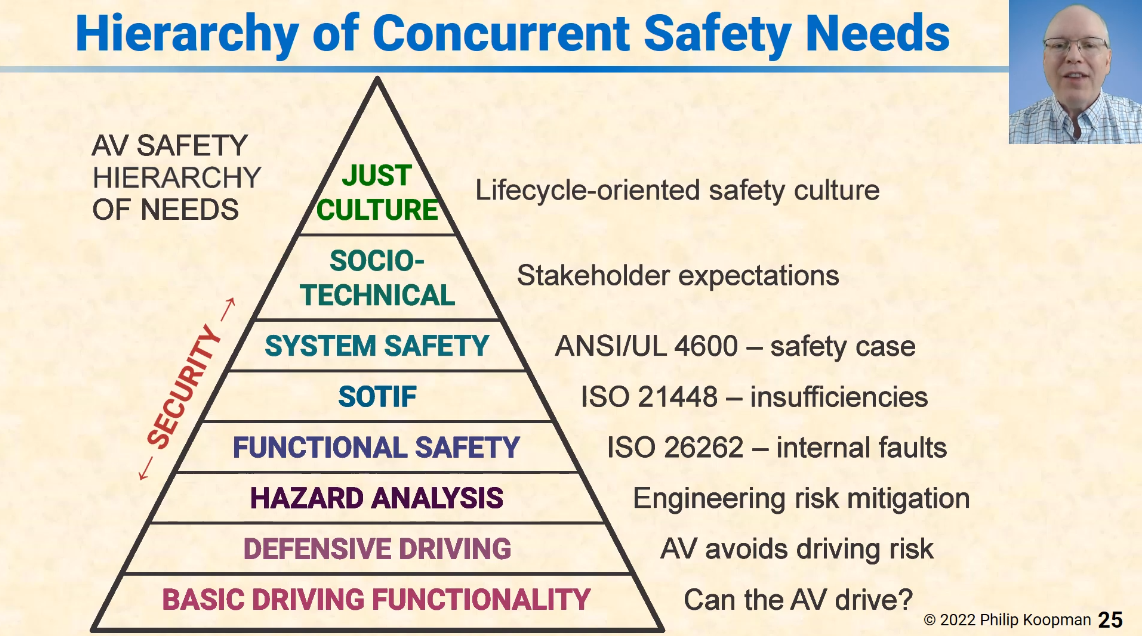 Hierarchy of Concurrent Safety Needs
AV SAFETY
HIERARCHY
OF NEEDS
JUST
CULTURE
Lifecycle-oriented safety culture
SOCIO-
TECHNICAL
Stakeholder expectations
← SECURITY →
SYSTEM SAFETY
ANSI/UL 4600 – safety case
SOTIF
ISO 21448 – insufficiencies
FUNCTIONAL SAFETY
ISO 26262 – internal faults
HAZARD ANALYSIS
Engineering risk mitigation
DEFENSIVE DRIVING
AV avoids driving risk
BASIC DRIVING FUNCTIONALITY
Can the AV drive?
© 2022 Philip Koopman 25